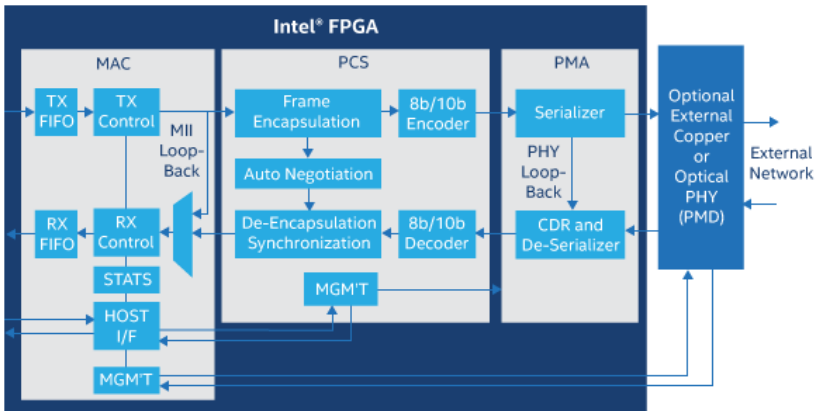 Intel® FPGA
MAC
PCS
PMA
TX
FIFO
TX
Control
MII
Loop-
Back
Frame
Encapsulation
8b/10b
Encoder
Serializer
Optional
External
Copper
or
Optical
PHY
(PMD)
External
Network
Auto Negotiation
PHY
Loop-
Back
RX
FIFO
RX
Control
De-Encapsulation
Synchronization
8b/10b
Decoder
CDR and
De-Serializer
STATS
MGM'T
HOST
I/F
MGM'T